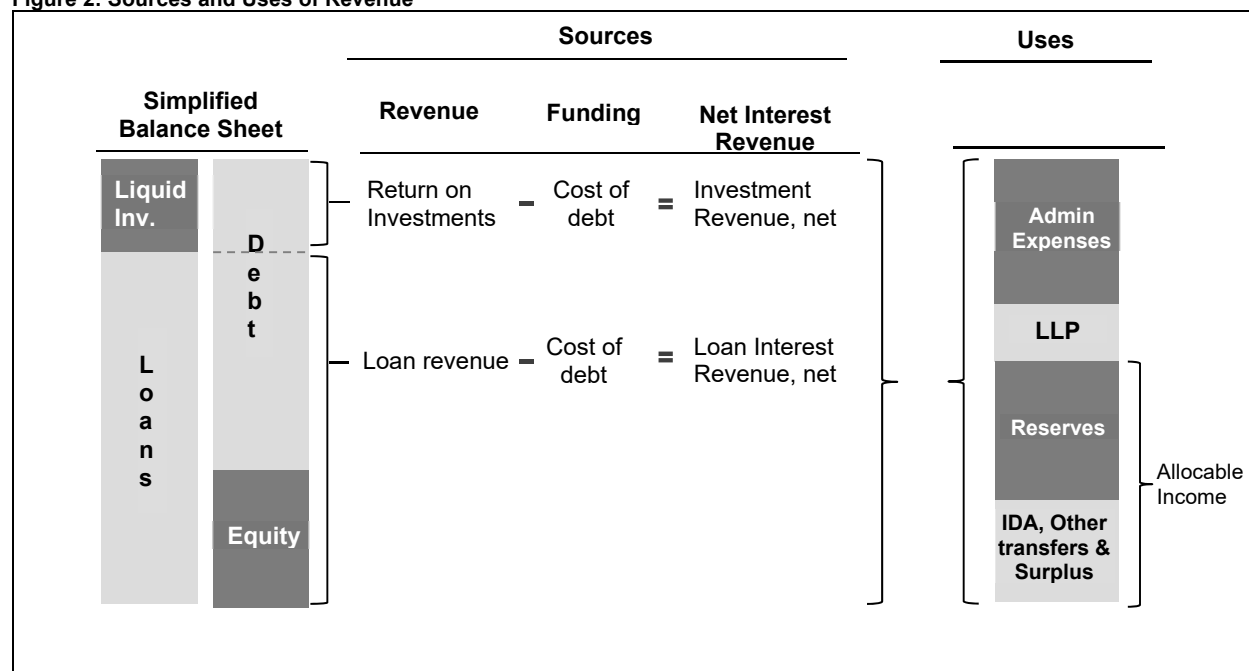 Figure 2: Sources and Uses of Revenue
Sources
Uses
Simplified
Balance Sheet
Revenue
Funding
Net Interest
Revenue
Liquid
Inv.
Debt
Loans
Equity
Return on
Investments
–
Cost of
debt
=
Investment
Revenue, net
Loan revenue
–
Cost of
debt
=
Loan Interest
Revenue, net
Admin
Expenses
LLP
Reserves
IDA, Other
transfers &
Surplus
Allocable
Income